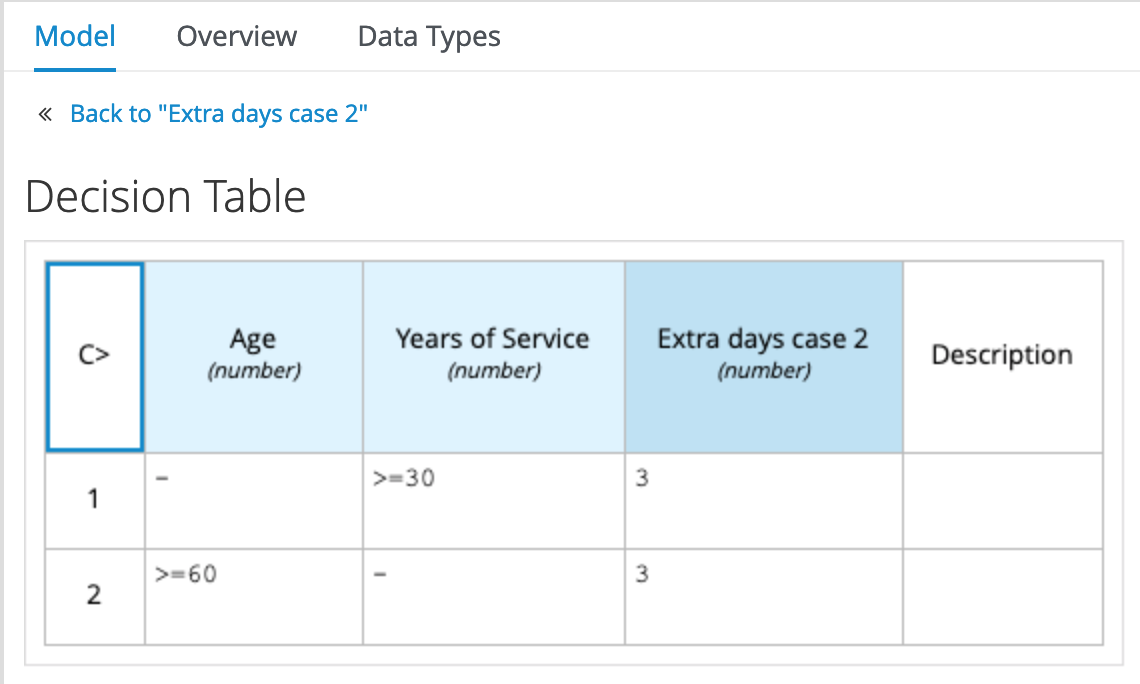 Model Overview Data Types
« Back to "Extra days case 2"
Decision Table
C> Age Years of Service Extra days case 2 Description
(number) (number) (number)
1 - >=30 3
2 >=60 - 3